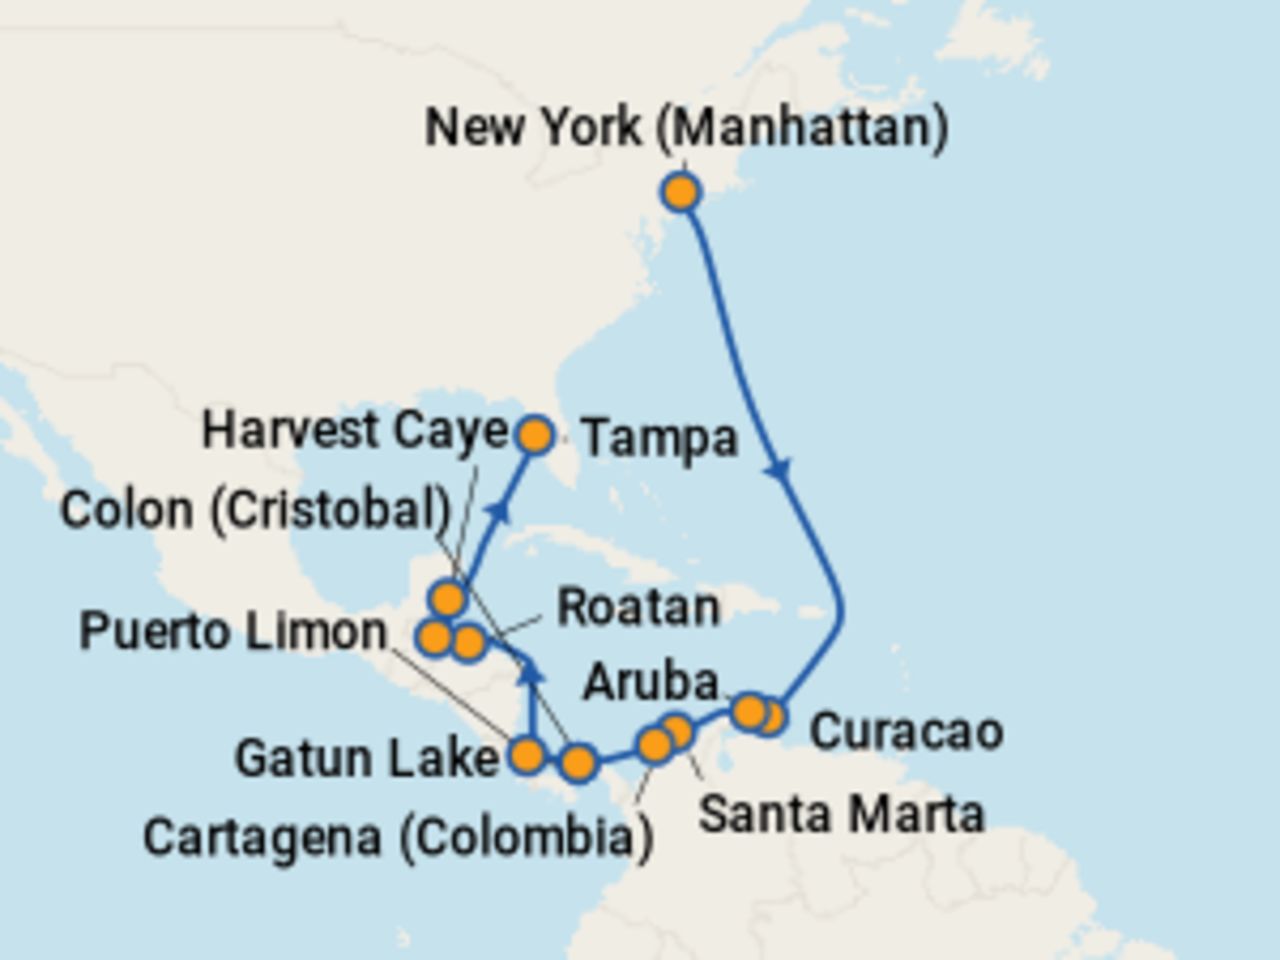 New York (Manhattan)
Harvest Caye
Tampa
Colon (Cristobal)
Roatan
Puerto Limon
Aruba
Curacao
Gatun Lake
Santa Marta
Cartagena (Colombia)